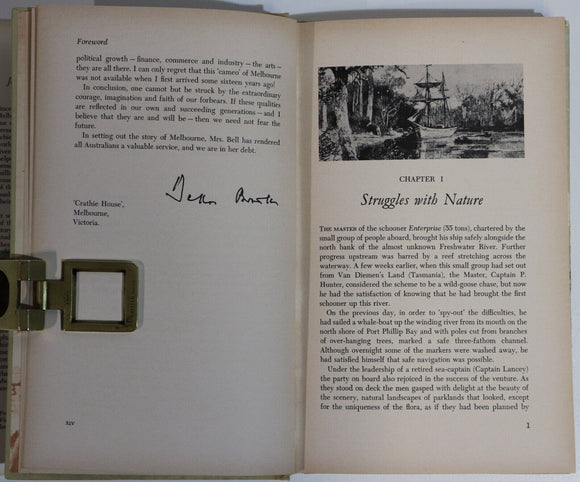 Foreword
political growth — finance, commerce and industry — the arts —
they are all there. I can only regret that this 'cameo' of Melbourne
was not available when I first arrived some sixteen years ago!
In conclusion, one cannot but be struck by the extraordinary
courage, imagination and faith of our forbears. If these qualities
are reflected in our own and succeeding generations — and I
believe that they are and will be — then we need not fear the
future.
In setting out the story of Melbourne, Mrs. Bell has rendered
all Australians a valuable service, and we are in her debt.
'Crathie House',
Melbourne,
Victoria.
xiv
CHAPTER I
Struggles with Nature
THE MASTER of the schooner Enterprise (55 tons), chartered by the
small group of people aboard, brought his ship safely alongside the
north bank of the almost unknown Freshwater River. Further
progress upstream was barred by a reef stretching across the
waterway. A few weeks earlier, when this small group had set out
from Van Diemen's Land (Tasmania), the Master, Captain P.
Hunter, considered the scheme to be a wild-goose chase, but now
he had the satisfaction of knowing that he had brought the first
schooner up this river.
On the previous day, in order to 'spy-out' the difficulties, he
had sailed a whale-boat up the winding river from its mouth on the
north shore of Port Phillip Bay and with poles cut from branches
of over-hanging trees, marked a safe three-fathom channel.
Although overnight some of the markers were washed away, he
had satisfied himself that safe navigation was possible.
Under the leadership of a retired sea-captain (Captain Lancey)
the party on board also rejoiced in the success of the venture. As
they stood on deck the men gasped with delight at the beauty of
the scenery, natural landscapes of parklands that looked, except
for the uniqueness of the flora, as if they had been planned by
1